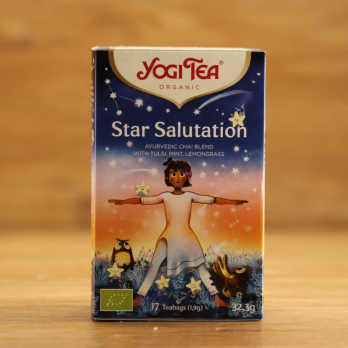 YOGI TEA
ORGANIC
Star Salutation
AYURVEDIC CHAI BLEND
WITH TULSI, MINT, LEMONGRASS
17 Teabags (1,9g)
32.3g